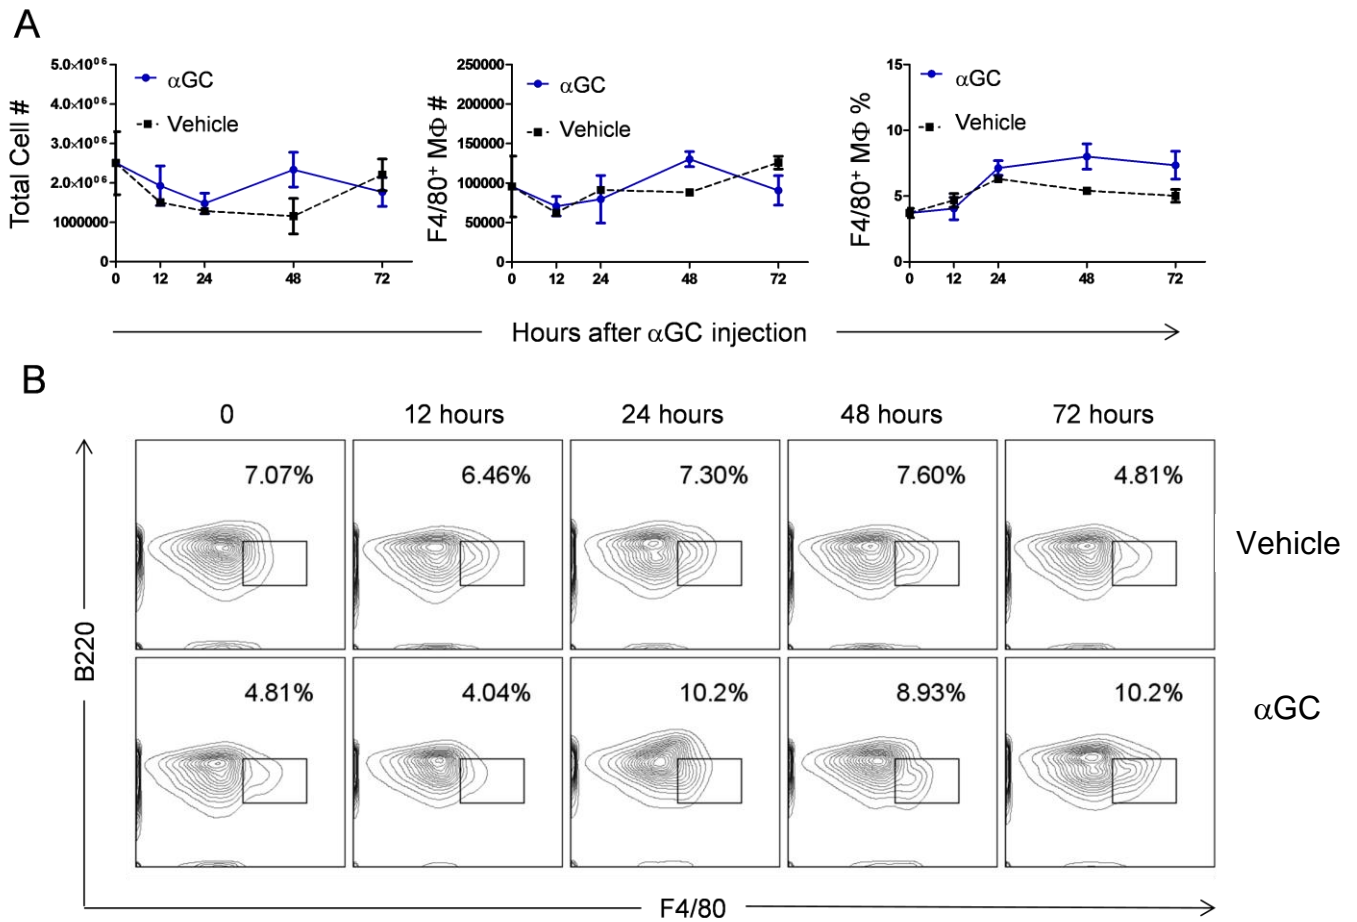 A
Total Cell #
5.0×10⁰⁶
4.0×10⁰⁶
3.0×10⁰⁶
2.0×10⁰⁶
1000000
0
αGC
Vehicle
0 12 24 48 72
F4/80⁺ MΦ #
250000
200000
150000
100000
50000
0
αGC
Vehicle
0 12 24 48 72
F4/80⁺ MΦ %
15
10
5
0
αGC
Vehicle
0 12 24 48 72
Hours after αGC injection
B
0 12 hours 24 hours 48 hours 72 hours
7.07% 6.46% 7.30% 7.60% 4.81%
Vehicle
4.81% 4.04% 10.2% 8.93% 10.2%
αGC
B220
F4/80